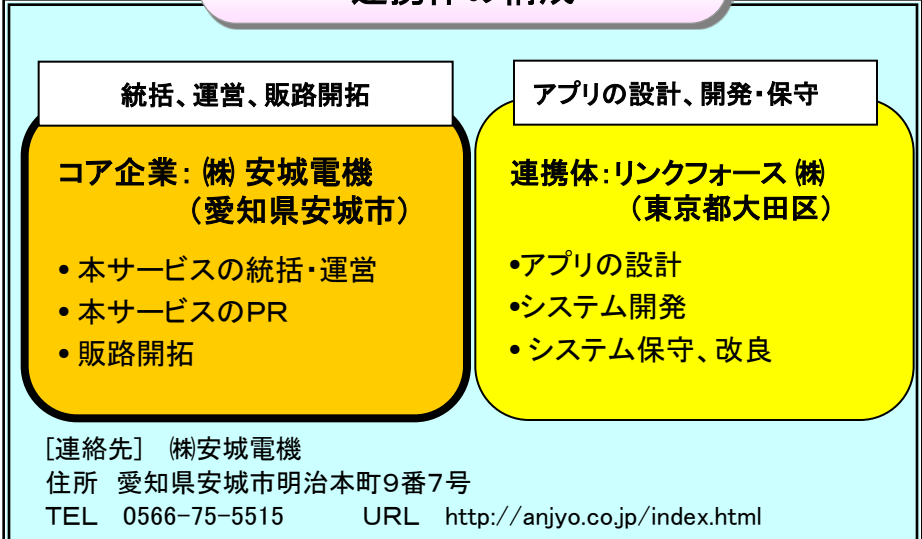 連携体の構成
統括、運営、販路開拓
コア企業：㈱ 安城電機
（愛知県安城市）
• 本サービスの統括・運営
• 本サービスのＰＲ
• 販路開拓
アプリの設計、開発・保守
連携体：リンクフォース ㈱
（東京都大田区）
•アプリの設計
•システム開発
• システム保守、改良
［連絡先］ ㈱安城電機
住所 愛知県安城市明治本町９番７号
ＴＥＬ 0566-75-5515 ＵＲＬ http://anjyo.co.jp/index.html